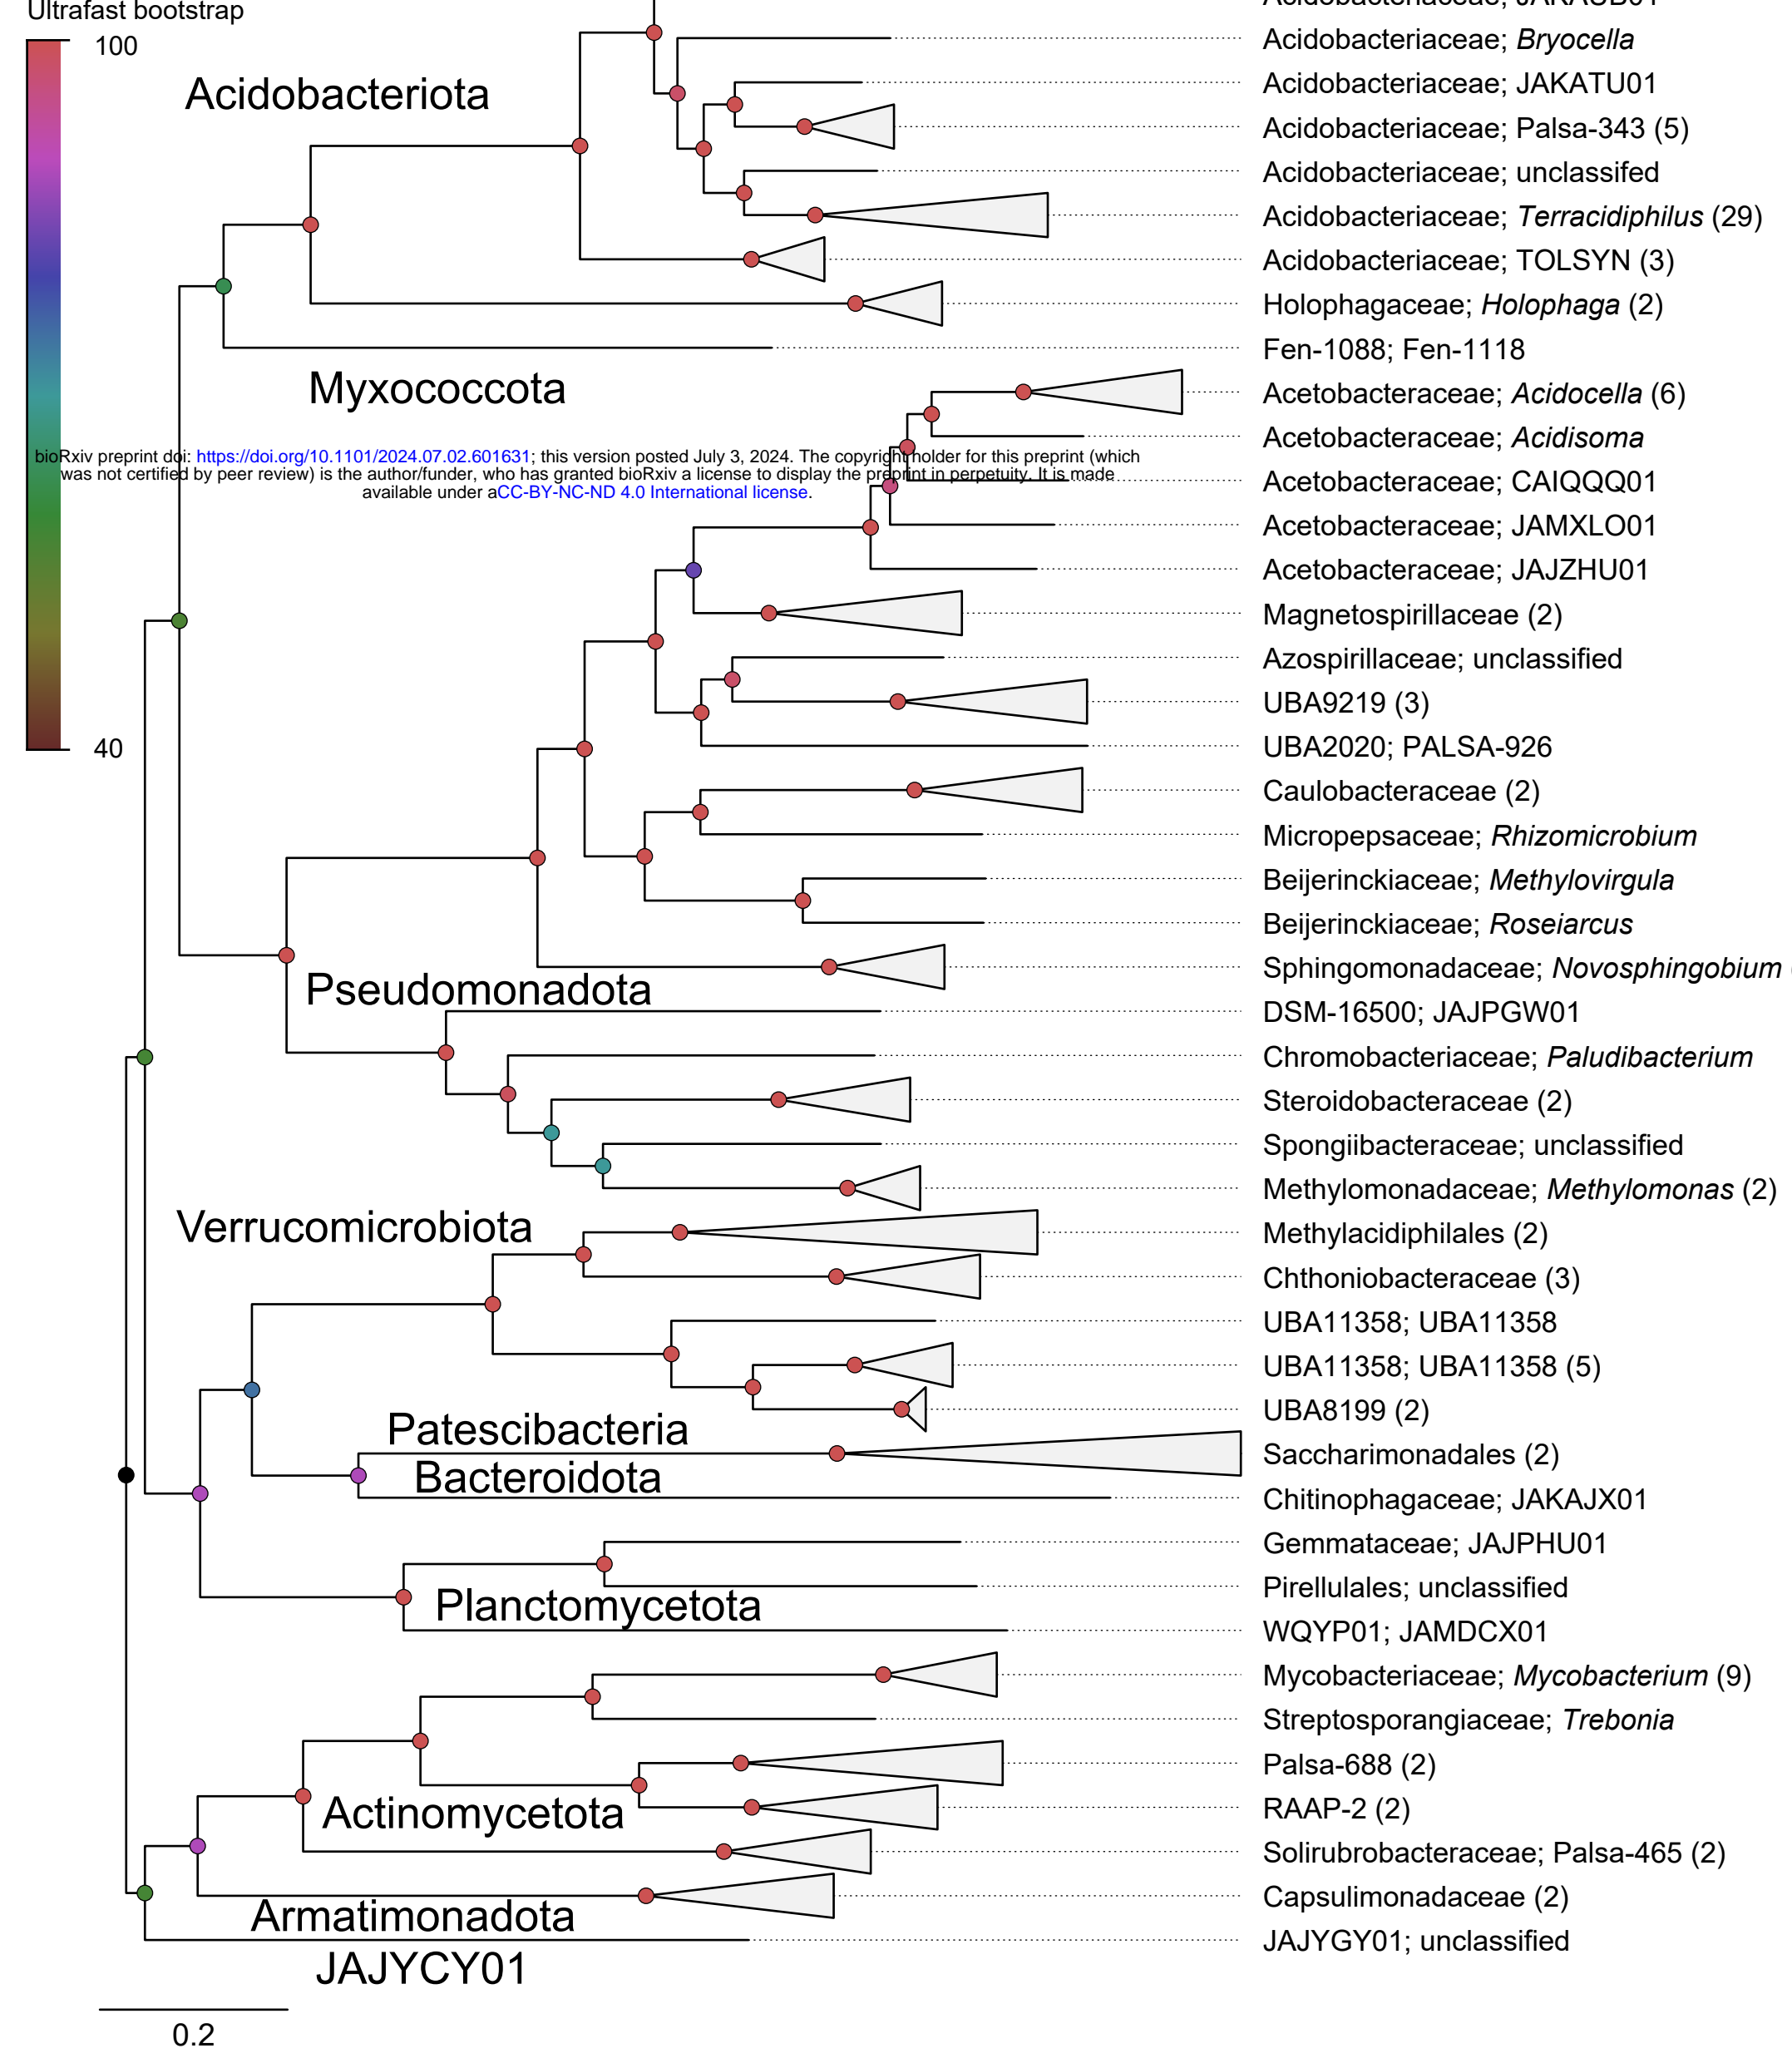 Ultrafast bootstrap
100
40
Acidobacteriaceae; JAKAUB01
Acidobacteriaceae; Bryocella
Acidobacteriota
Acidobacteriaceae; JAKATU01
Acidobacteriaceae; Palsa-343 (5)
Acidobacteriaceae; unclassifed
Acidobacteriaceae; Terracidiphilus (29)
Acidobacteriaceae; TOLSYN (3)
Holophagaceae; Holophaga (2)
Fen-1088; Fen-1118
Myxococcota
Acetobacteraceae; Acidocella (6)
Acetobacteraceae; Acidisoma
bioRxiv preprint doi: https://doi.org/10.1101/2024.07.02.601631; this version posted July 3, 2024. The copyright holder for this preprint (which
was not certified by peer review) is the author/funder, who has granted bioRxiv a license to display the preprint in perpetuity. It is made
available under aCC-BY-NC-ND 4.0 International license.
Acetobacteraceae; CAIQQQ01
Acetobacteraceae; JAMXLO01
Acetobacteraceae; JAJZHU01
Magnetospirillaceae (2)
Azospirillaceae; unclassified
UBA9219 (3)
UBA2020; PALSA-926
Caulobacteraceae (2)
Micropepsaceae; Rhizomicrobium
Beijerinckiaceae; Methylovirgula
Beijerinckiaceae; Roseiarcus
Sphingomonadaceae; Novosphingobium
Pseudomonadota
DSM-16500; JAJPGW01
Chromobacteriaceae; Paludibacterium
Steroidobacteraceae (2)
Spongiibacteraceae; unclassified
Methylomonadaceae; Methylomonas (2)
Verrucomicrobiota
Methylacidiphilales (2)
Chthoniobacteraceae (3)
UBA11358; UBA11358
UBA11358; UBA11358 (5)
UBA8199 (2)
Patescibacteria
Saccharimonadales (2)
Bacteroidota
Chitinophagaceae; JAKAJX01
Gemmataceae; JAJPHU01
Pirellulales; unclassified
Planctomycetota
WQYP01; JAMDCX01
Mycobacteriaceae; Mycobacterium (9)
Streptosporangiaceae; Trebonia
Palsa-688 (2)
RAAP-2 (2)
Actinomycetota
Solirubrobacteraceae; Palsa-465 (2)
Capsulimonadaceae (2)
Armatimonadota
JAJYGY01; unclassified
JAJYCY01
0.2